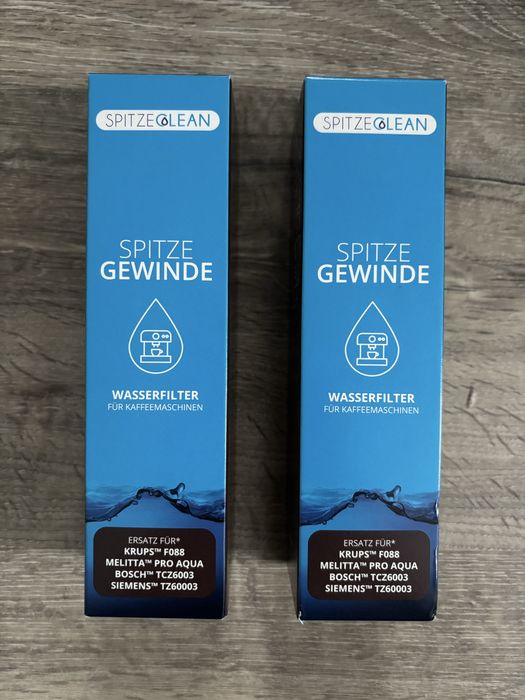 SPITZECLEAN
SPITZE
GEWINDE
WASSERFILTER
FÜR KAFFEEMASCHINEN
ERSATZ FÜR*
KRUPS™ F088
MELITTA™ PRO AQUA
BOSCH™ TCZ6003
SIEMENS™ TZ60003
SPITZECLEAN
SPITZE
GEWINDE
WASSERFILTER
FÜR KAFFEEMASCHINEN
ERSATZ FÜR*
KRUPS™ F088
MELITTA™ PRO AQUA
BOSCH™ TCZ6003
SIEMENS™ TZ60003